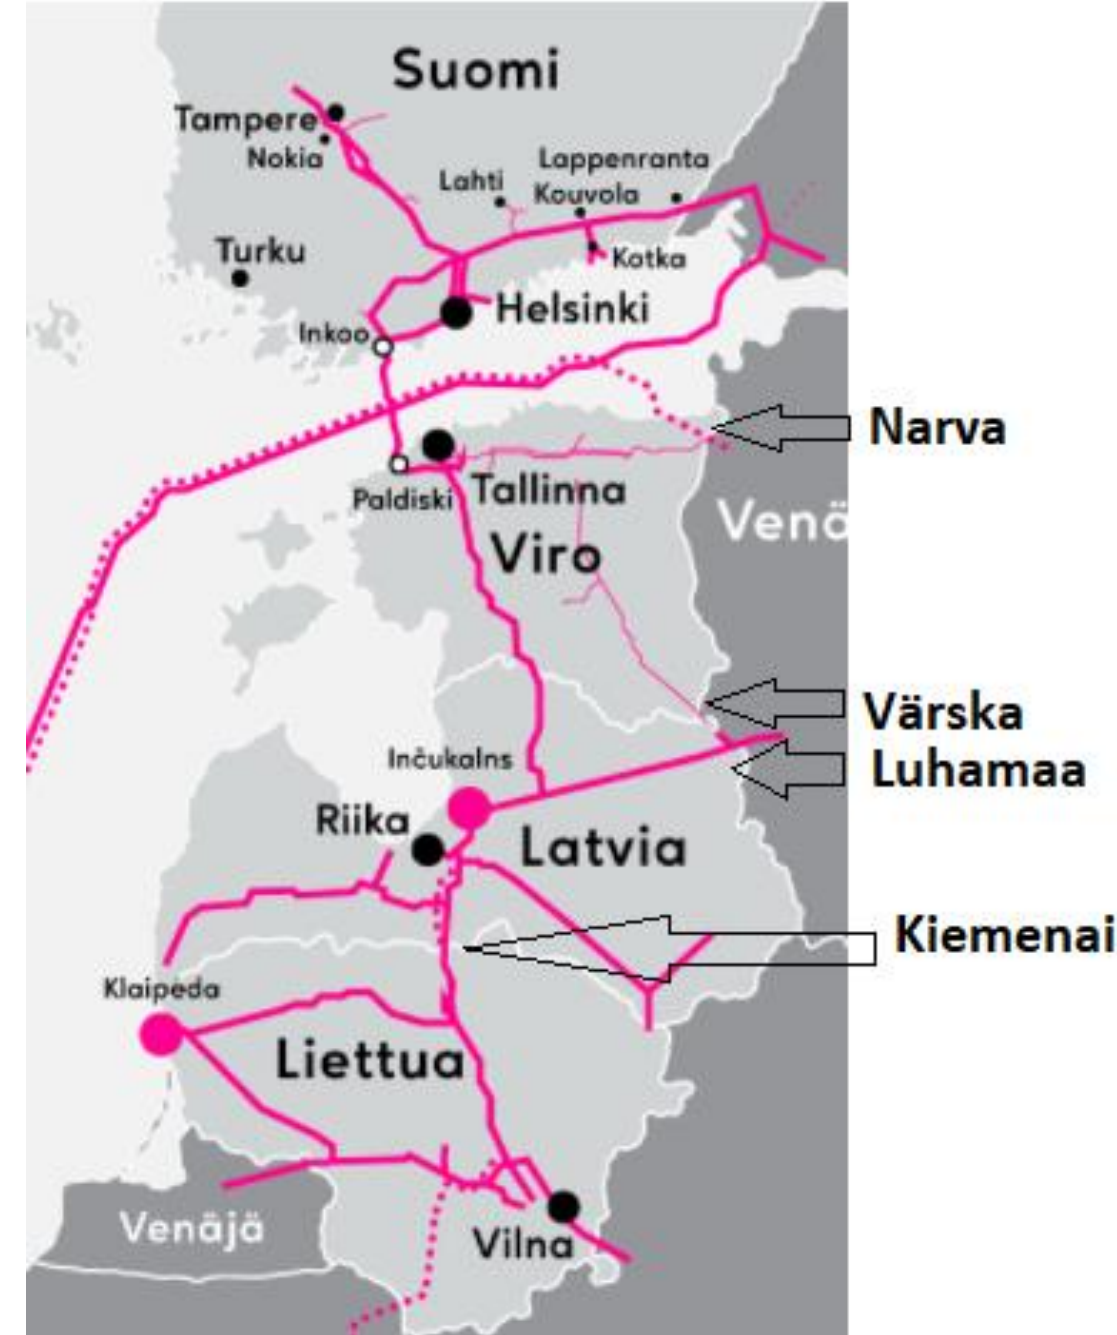 Suomi
Tampere
Nokia
Lappenranta
Lahti
Kouvola
Turku
Kotka
Helsinki
Inkoo
Narva
Paldiski
Tallinna
Venä
Viro
Värska
Inčukalns
Luhamaa
Riika
Latvia
Kiemenai
Klaipeda
Liettua
Venäjä
Vilna